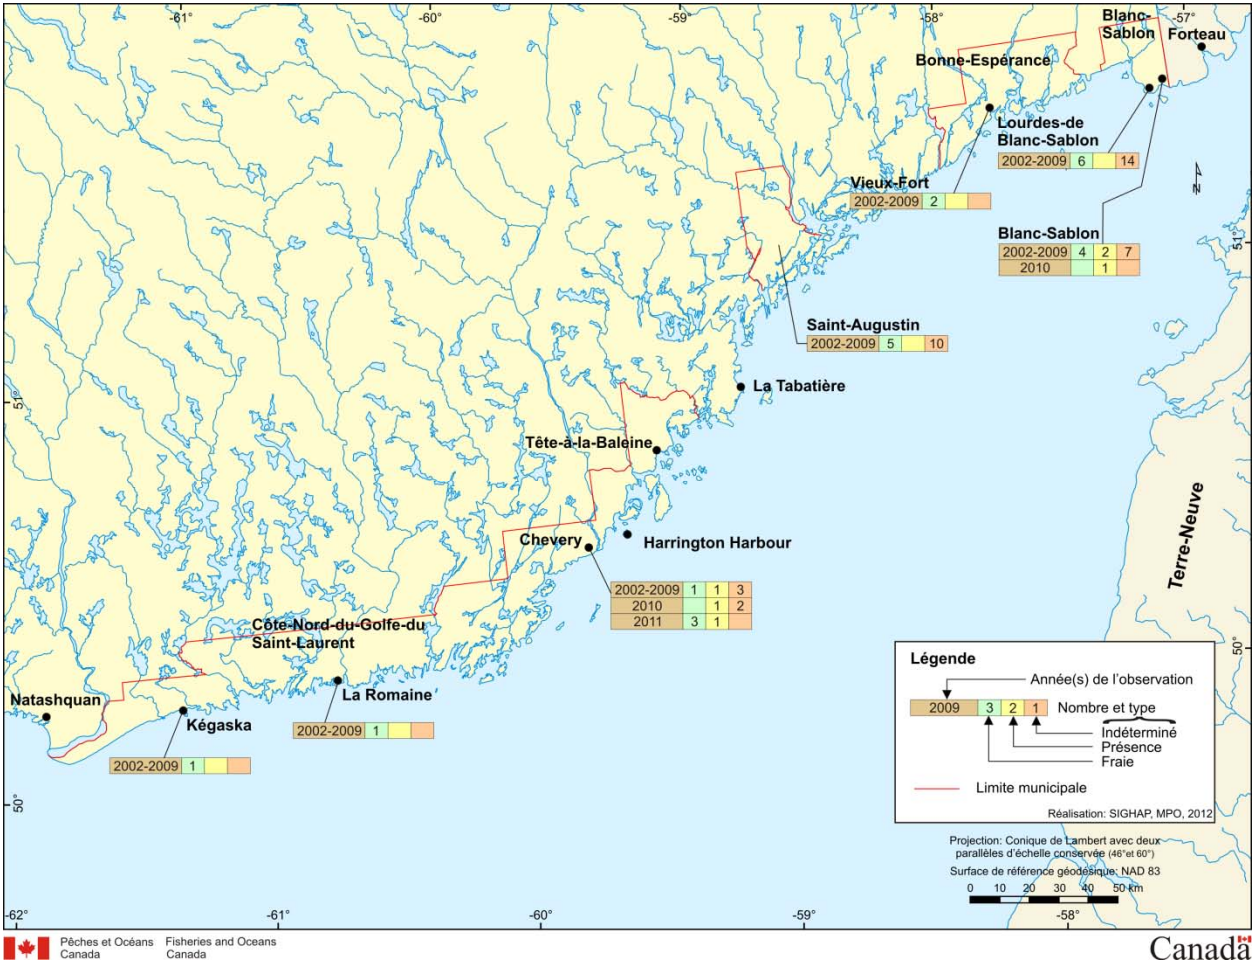 -61°
-60°
-59°
-58°
-57°
Blanc-
Sablon
Forteau
Bonne-Espérance
Lourdes-de
Blanc-Sablon
2002-2009 6 14
Vieux-Fort
2002-2009 2
Blanc-Sablon
2002-2009 4 2 7
2010 1
51°
N
Saint-Augustin
2002-2009 5 10
La Tabatière
51°
Tête-à-la-Baleine
Chevery
Harrington Harbour
Terre-Neuve
2002-2009 1 1 3
2010 1 2
2011 3 1
Côte-Nord-du-Golfe-du
Saint-Laurent
Natashquan
La Romaine
Kégaska
2002-2009 1
2002-2009 1
50°
50°
Légende
Année(s) de l'observation
2009 3 2 1 Nombre et type
Indéterminé
Présence
Fraie
Limite municipale
Réalisation: SIGHAP, MPO, 2012
Projection: Conique de Lambert avec deux
parallèles d'échelle conservée (46°et 60°)
Surface de référence géodésique: NAD 83
0 10 20 30 40 50 km
-62°
-61°
-60°
-59°
-58°
Pêches et Océans
Canada
Fisheries and Oceans
Canada
Canada